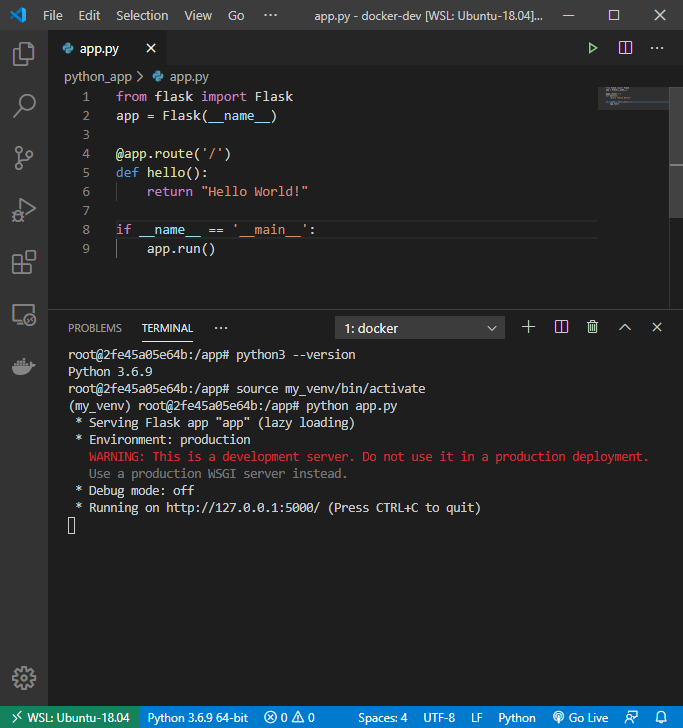 File Edit Selection View Go ··· app.py - docker-dev [WSL: Ubuntu-18.04]...
app.py
python_app > app.py
1 from flask import Flask
2 app = Flask(__name__)
3
4 @app.route('/')
5 def hello():
6 return "Hello World!"
7
8 if __name__ == '__main__':
9 app.run()
PROBLEMS TERMINAL ··· 1: docker
root@2fe45a05e64b:/app# python3 --version
Python 3.6.9
root@2fe45a05e64b:/app# source my_venv/bin/activate
(my_venv) root@2fe45a05e64b:/app# python app.py
* Serving Flask app "app" (lazy loading)
* Environment: production
WARNING: This is a development server. Do not use it in a production deployment.
Use a production WSGI server instead.
* Debug mode: off
* Running on http://127.0.0.1:5000/ (Press CTRL+C to quit)
WSL: Ubuntu-18.04 Python 3.6.9 64-bit 0 0 Spaces: 4 UTF-8 LF Python Go Live